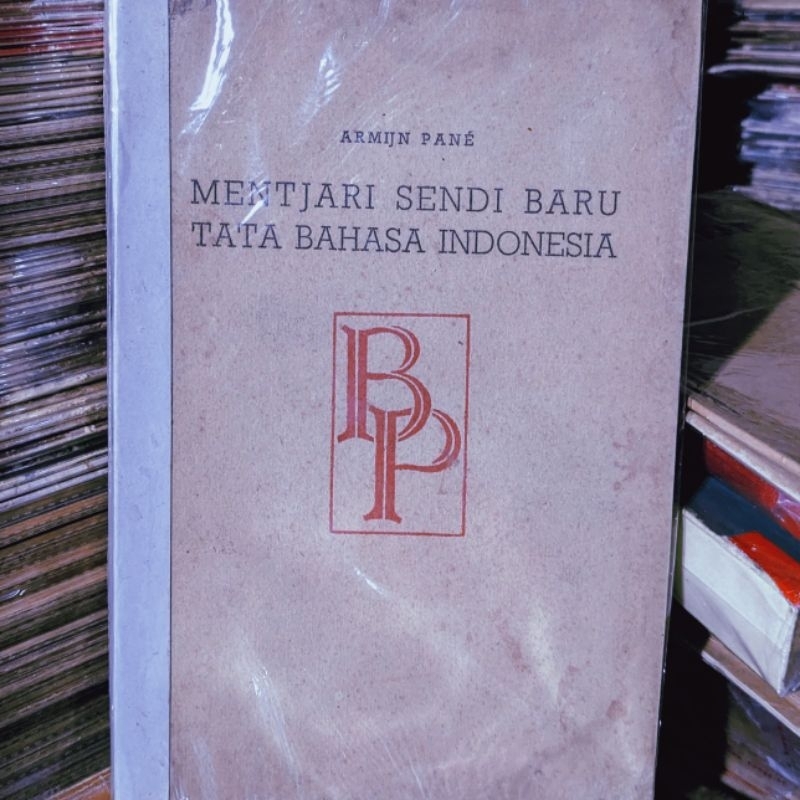 ARMIJN PANÉ
MENTJARI SENDI BARU
TATA BAHASA INDONESIA
BP